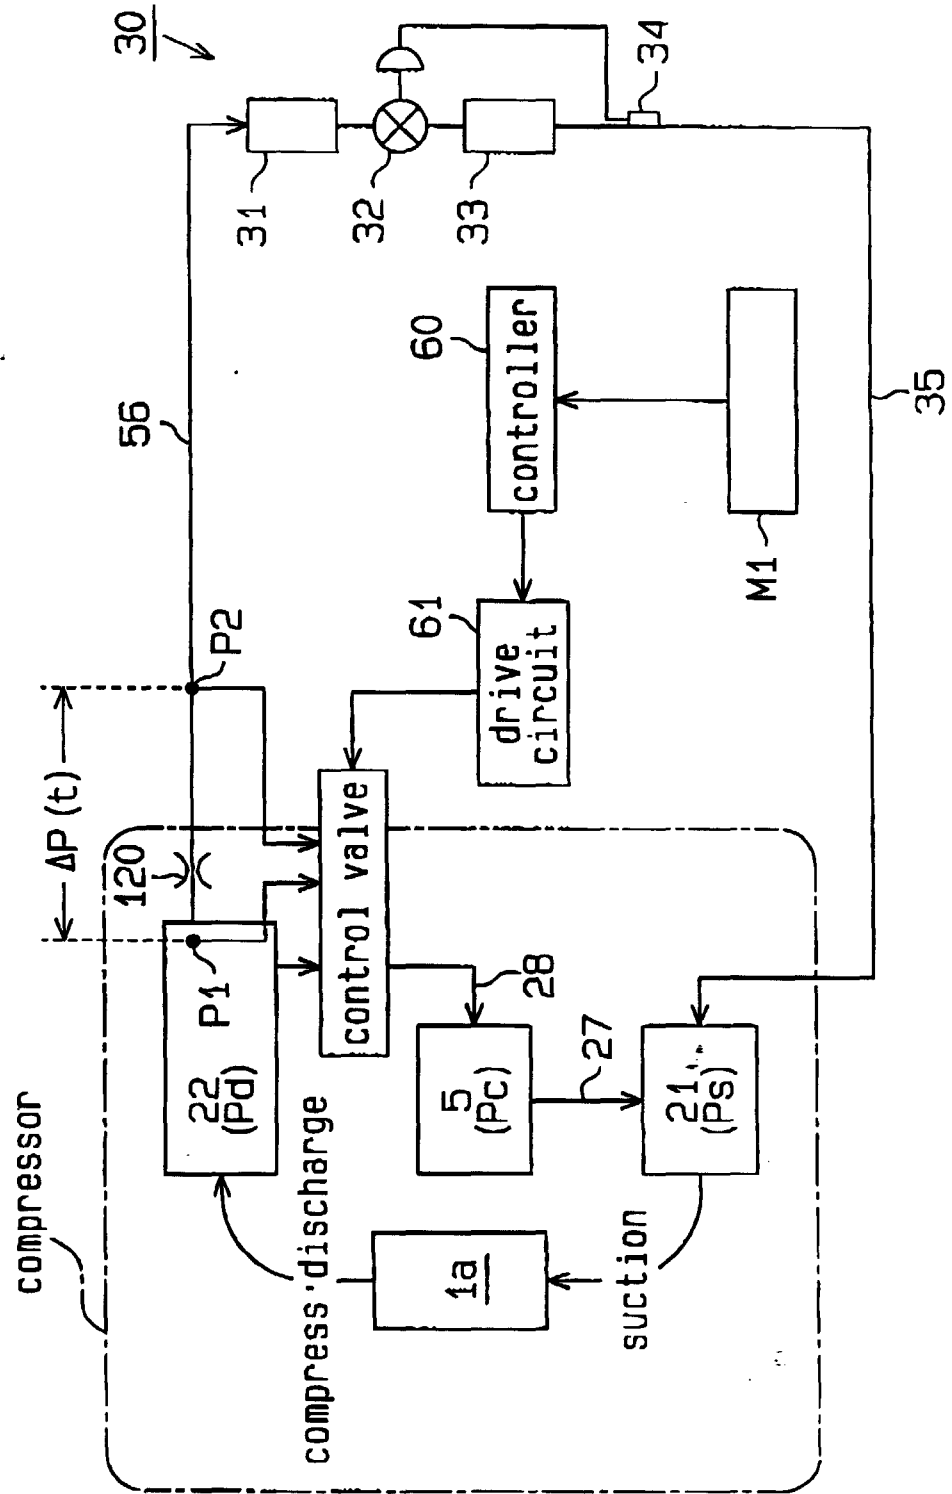 compressor
compress·discharge
suction
1a
22
(Pd)
P1
120
ΔP(t)
P2
56
5
(Pc)
28
27
21
(Ps)
control valve
61
drive
circuit
60
controller
M1
30
31
32
33
34
35